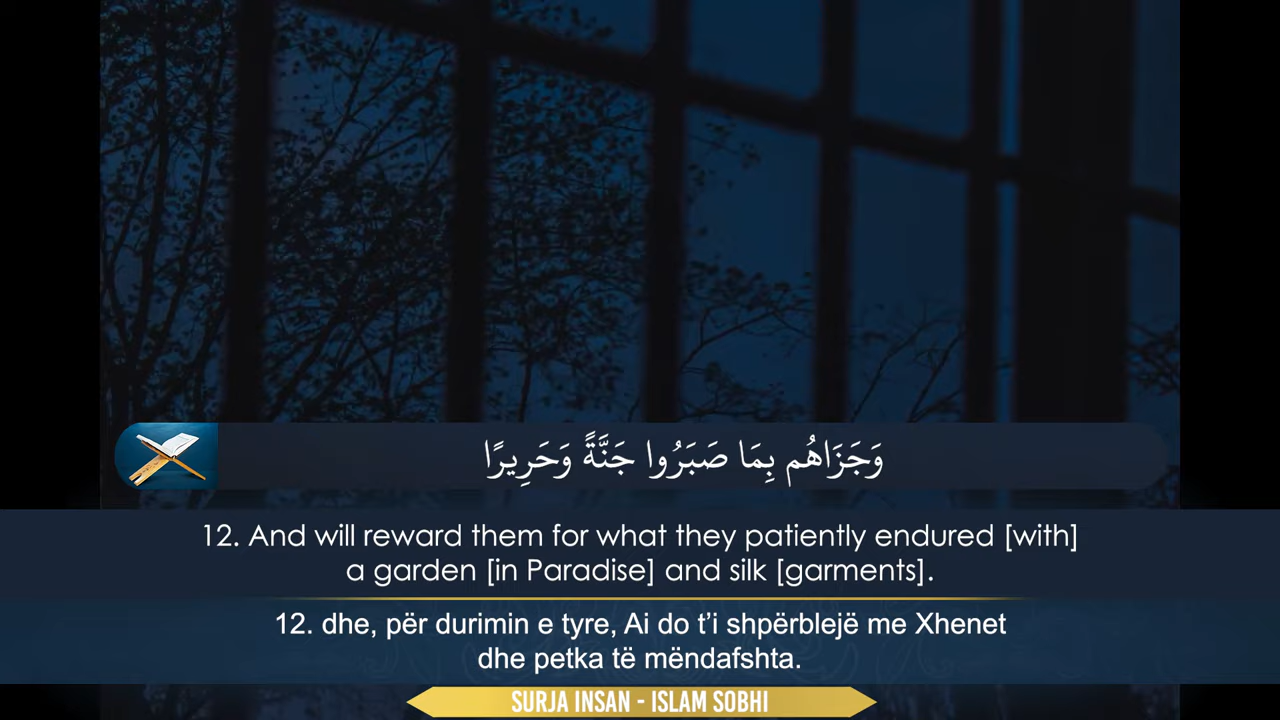 وَجَزَاهُم بِمَا صَبَرُوا جَنَّةً وَحَرِيرًا
12. And will reward them for what they patiently endured [with]
a garden [in Paradise] and silk [garments].
12. dhe, për durimin e tyre, Ai do t’i shpërblejë me Xhenet
dhe petka të mëndafshta.
SURJA INSAN - ISLAM SOBHI